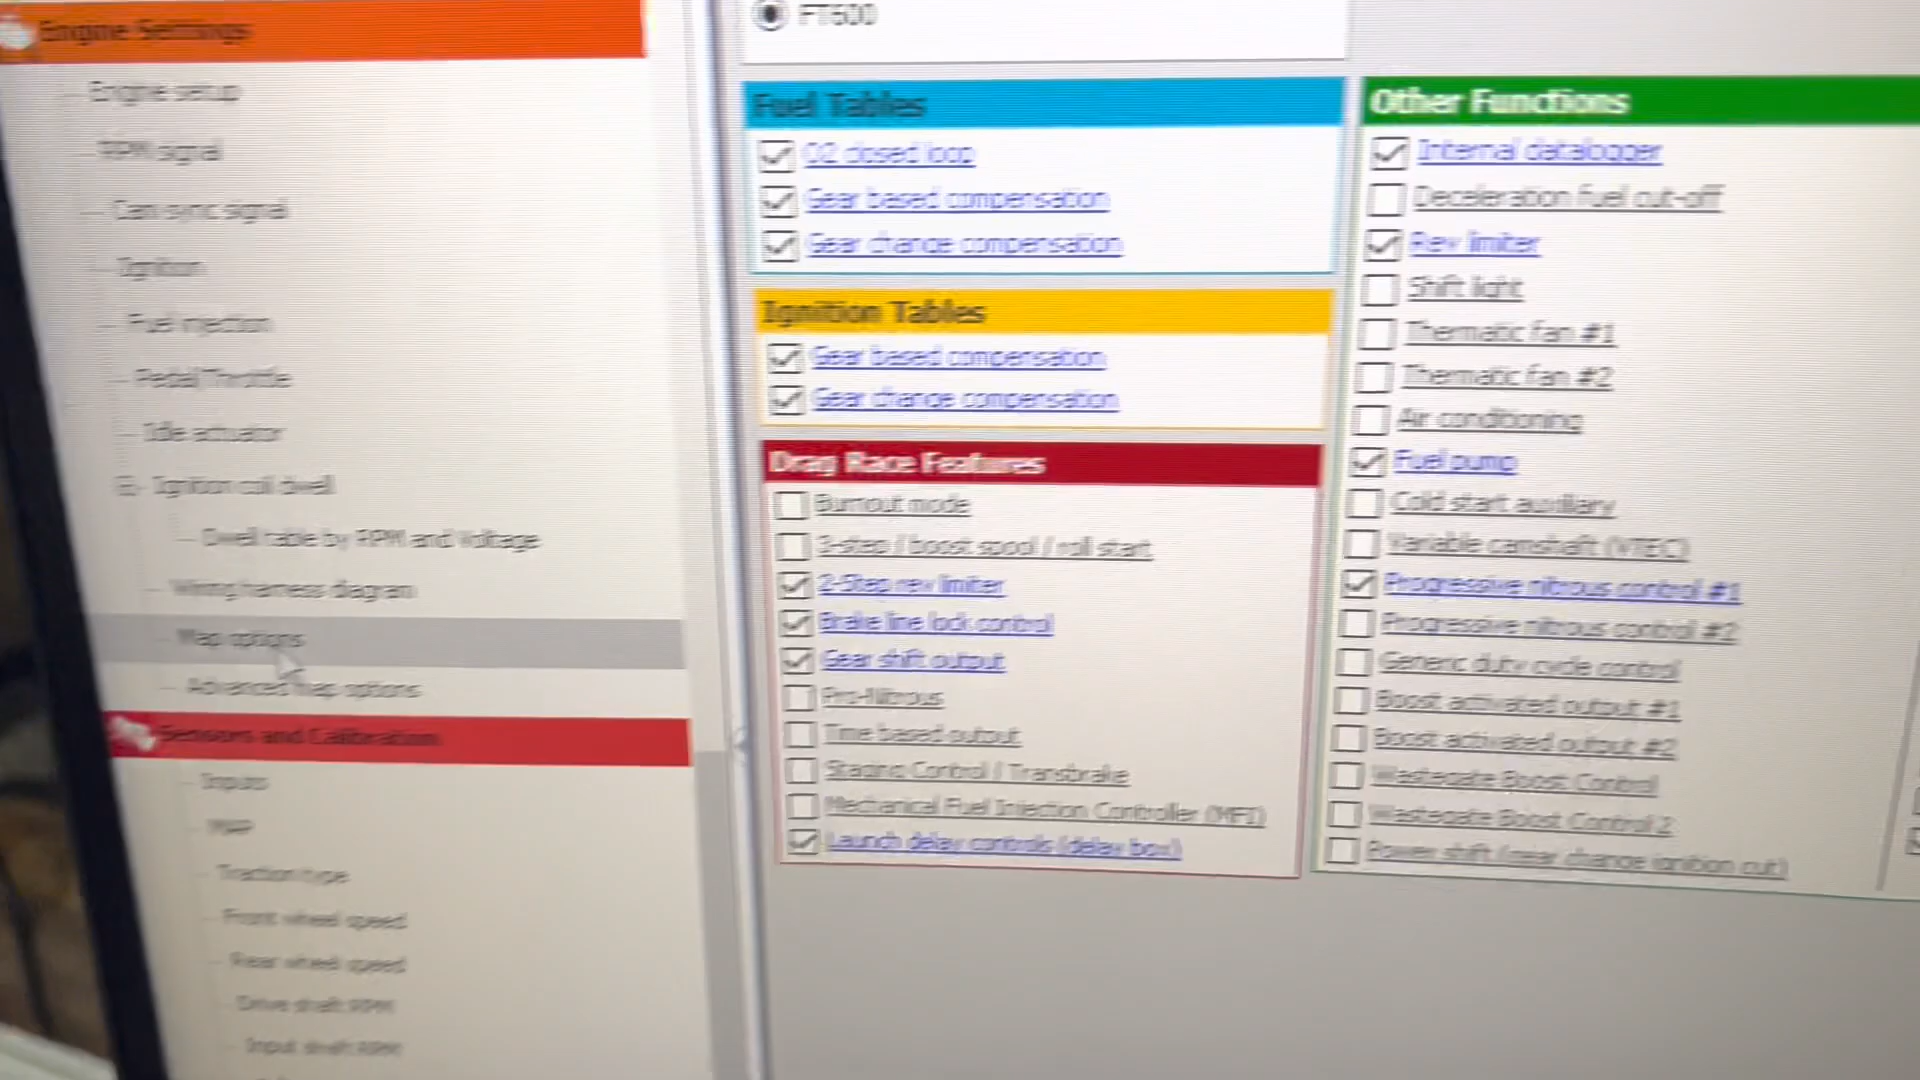 Engine Settings
Engine setup
RPM signal
Cam sync signal
Ignition
Fuel injection
Pedal/Throttle
Idle actuator
Ignition coil dwell
Dwell table by RPM and Voltage
Wiring harness diagram
Map options
Advanced map options
Sensors and Calibration
Inputs
MAP
Traction type
Front wheel speed
Rear wheel speed
Drive shaft RPM
Input shaft RPM
FT600
Fuel Tables
O2 closed loop
Gear based compensation
Gear change compensation
Ignition Tables
Gear based compensation
Gear change compensation
Drag Race Features
Burnout mode
3-step / boost spool / roll start
2-Step rev limiter
Brake line lock control
Gear shift output
Pro-Nitrous
Time based output
Staging Control / Transbrake
Mechanical Fuel Injection Controller (MFI)
Launch delay controls (delay box)
Other Functions
Internal datalogger
Deceleration fuel cut-off
Rev limiter
Shift light
Thermatic fan #1
Thermatic fan #2
Air conditioning
Fuel pump
Cold start auxiliary
Variable camshaft (VTEC)
Progressive nitrous control #1
Progressive nitrous control #2
Generic duty cycle control
Boost activated output #1
Boost activated output #2
Wastegate Boost Control
Wastegate Boost Control 2
Power shift (gear change ignition cut)